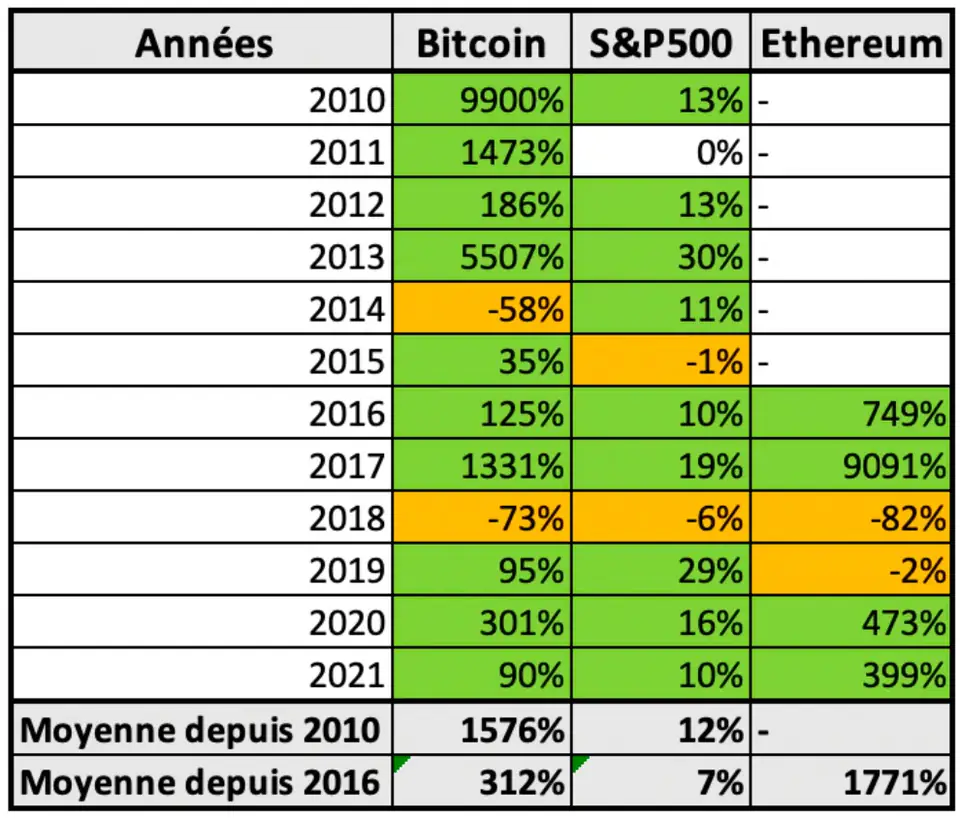 Années Bitcoin S&P500 Ethereum
2010 9900% 13% -
2011 1473% 0% -
2012 186% 13% -
2013 5507% 30% -
2014 -58% 11% -
2015 35% -1% -
2016 125% 10% 749%
2017 1331% 19% 9091%
2018 -73% -6% -82%
2019 95% 29% -2%
2020 301% 16% 473%
2021 90% 10% 399%
Moyenne depuis 2010 1576% 12% -
Moyenne depuis 2016 312% 7% 1771%